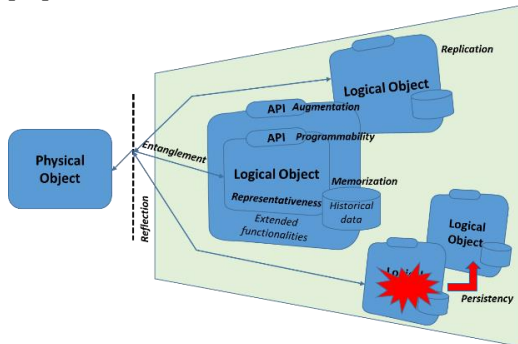 Replication
Logical Object
API Augmentation
API Programmability
Entanglement
Physical
Object
Logical Object
Memorization
Representativeness
Historical
data
Extended
functionalities
Reflection
Logical
Object
Persistency